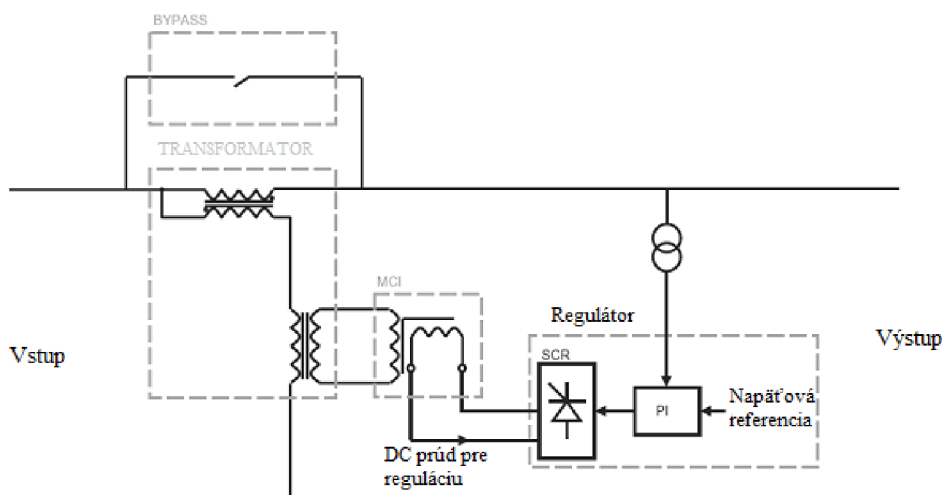 BYPASS
TRANSFORMATOR
MCI
Regulátor
Vstup
Výstup
SCR
PI
Napäťová
referencia
DC prúd pre
reguláciu